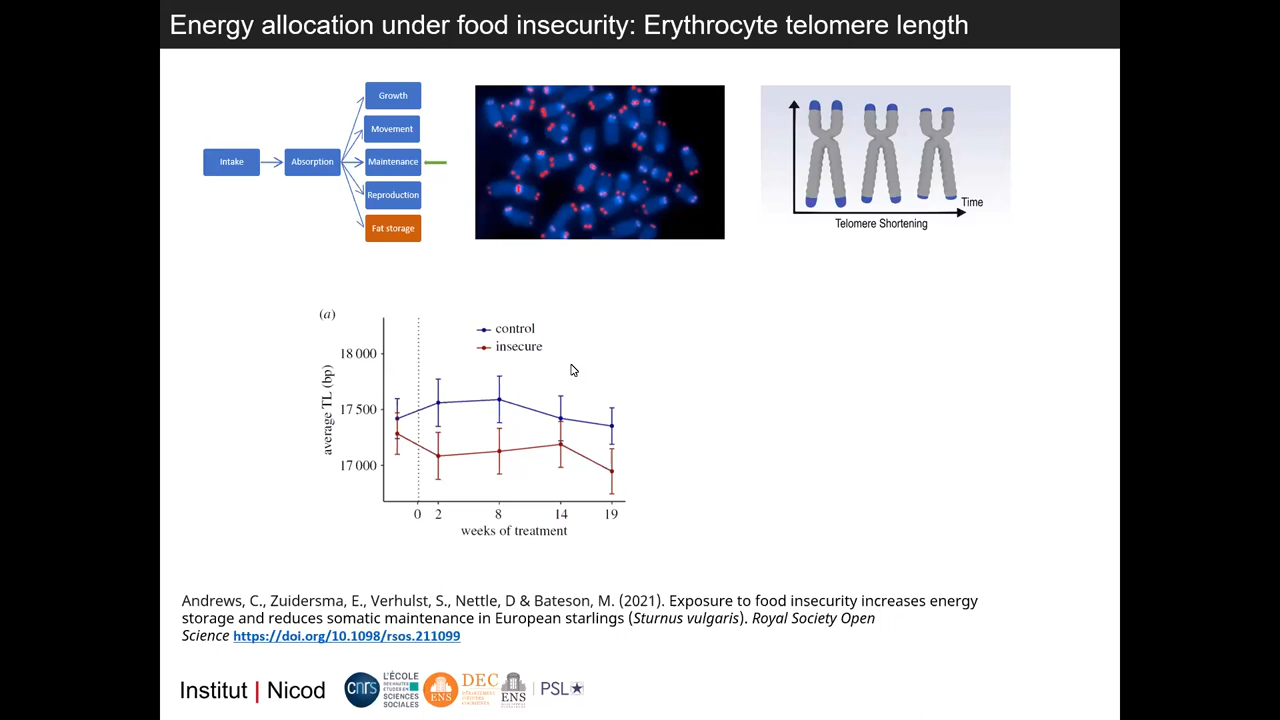 Energy allocation under food insecurity: Erythrocyte telomere length
Growth
Movement
Intake
Absorption
Maintenance
Reproduction
Fat storage
Time
Telomere Shortening
(a)
control
insecure
18 000
17 500
17 000
average TL (bp)
0 2 8 14 19
weeks of treatment
Andrews, C., Zuidersma, E., Verhulst, S., Nettle, D & Bateson, M. (2021). Exposure to food insecurity increases energy
storage and reduces somatic maintenance in European starlings (Sturnus vulgaris). Royal Society Open
Science https://doi.org/10.1098/rsos.211099
Institut | Nicod
cnrs
L'ÉCOLE
DES HAUTES
ÉTUDES EN
SCIENCES
SOCIALES
ENS
DEC
DÉPARTEMENT
D'ÉTUDES
COGNITIVES
ENS
PSL